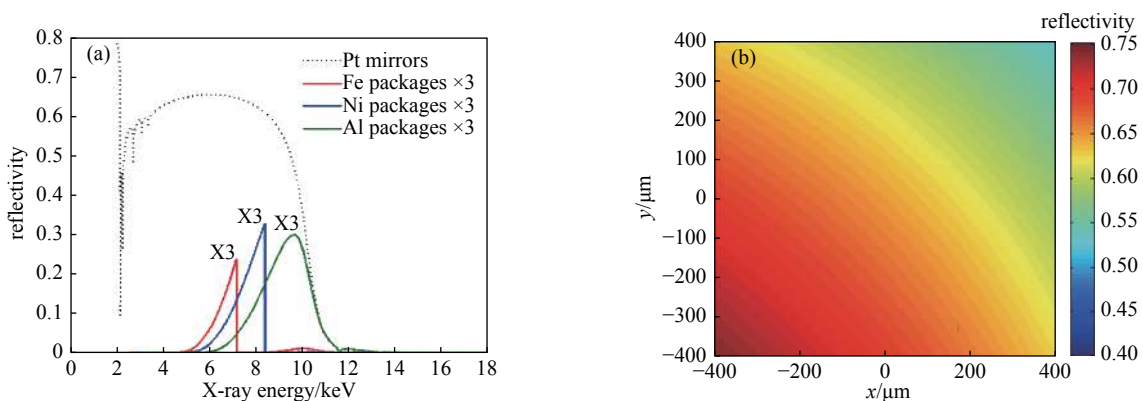 (a)
Pt mirrors
Fe packages ×3
Ni packages ×3
Al packages ×3
X3
X3
X3
reflectivity
0.8
0.7
0.6
0.5
0.4
0.3
0.2
0.1
0
0 2 4 6 8 10 12 14 16 18
X-ray energy/keV
(b)
y/μm
400
300
200
100
0
−100
−200
−300
−400
−400 −200 0 200 400
x/μm
reflectivity
0.75
0.70
0.65
0.60
0.55
0.50
0.45
0.40